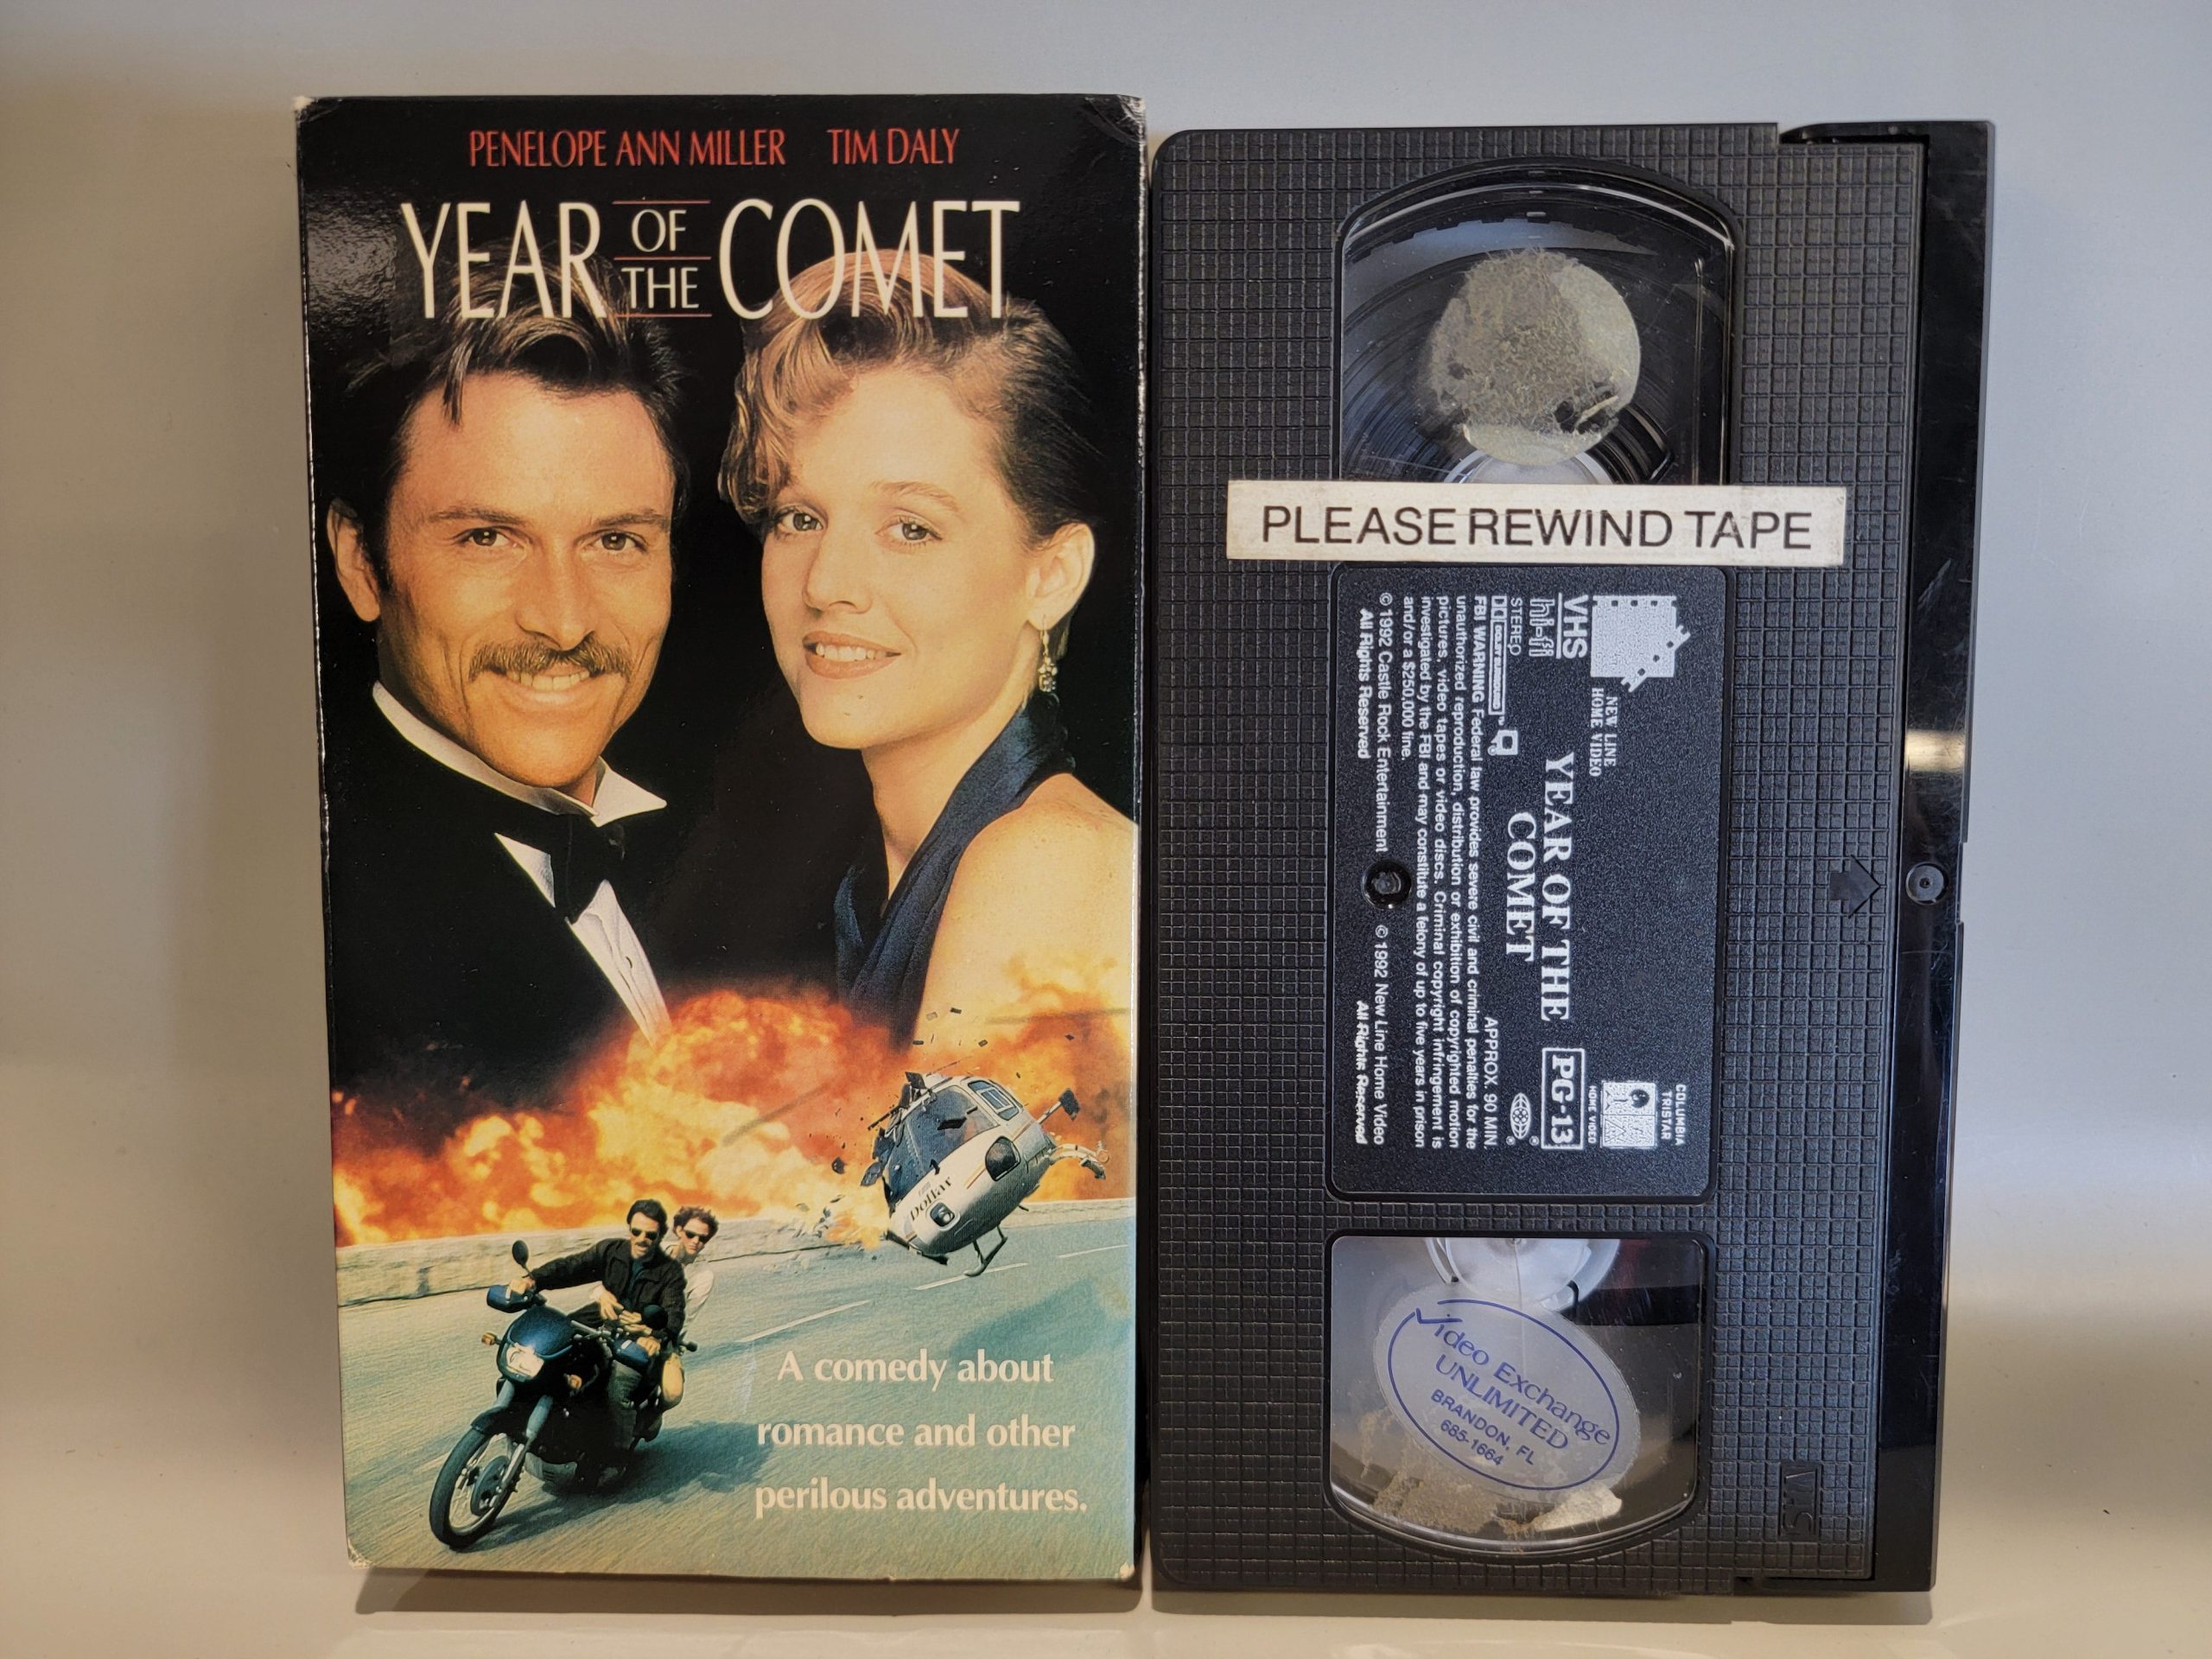 PENELOPE ANN MILLER TIM DALY
YEAR OF THE COMET
Dollar
A comedy about
romance and other
perilous adventures.
PLEASE REWIND TAPE
NEW LINE
HOME VIDEO
VHS
hi-fi
STEREO
DOLBY SURROUND
YEAR OF THE
COMET
COLUMBIA
TRISTAR
HOME VIDEO
PG-13
APPROX. 90 MIN.
FBI WARNING Federal law provides severe civil and criminal penalties for the
unauthorized reproduction, distribution or exhibition of copyrighted motion
pictures, video tapes or video discs. Criminal copyright infringement is
investigated by the FBI and may constitute a felony of up to five years in prison
and/or a $250,000 fine.
© 1992 Castle Rock Entertainment © 1992 New Line Home Video
All Rights Reserved All Rights Reserved
Video Exchange
UNLIMITED
BRANDON, FL
685-1664
VHS